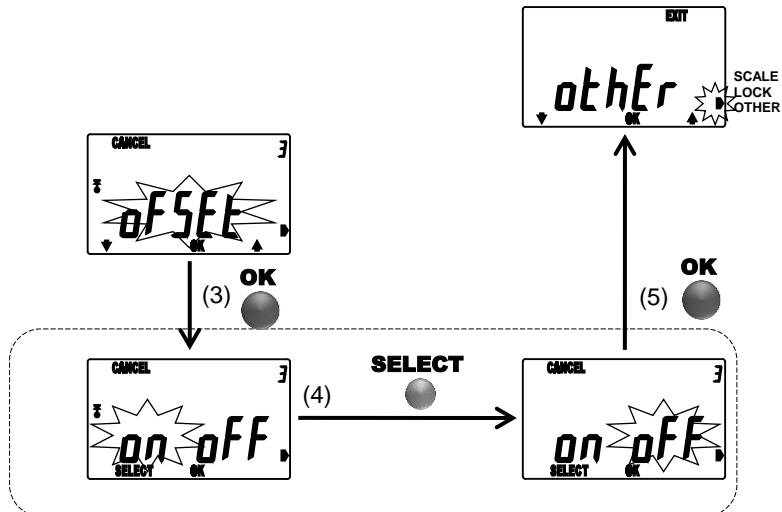 EXIT
othEr
SCALE
LOCK
OTHER
OK
CANCEL
3
oFSEt
OK
(3) OK
(5) OK
CANCEL
3
on oFF
SELECT OK
(4) SELECT
CANCEL
3
on oFF
SELECT OK